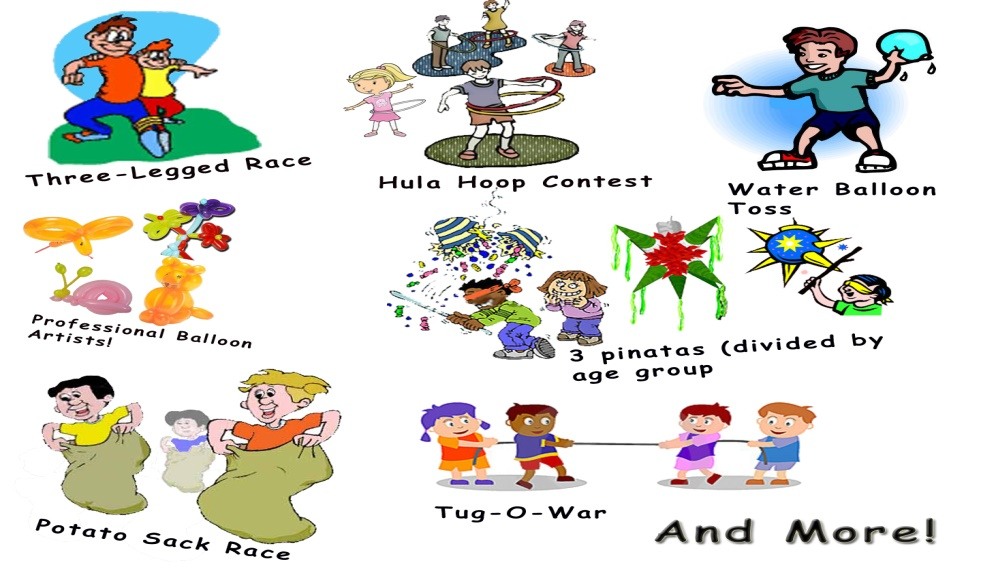 Three-Legged Race
Hula Hoop Contest
Water Balloon
Toss
Professional Balloon
Artists!
3 pinatas (divided by
age group
Potato Sack Race
Tug-O-War
And More!